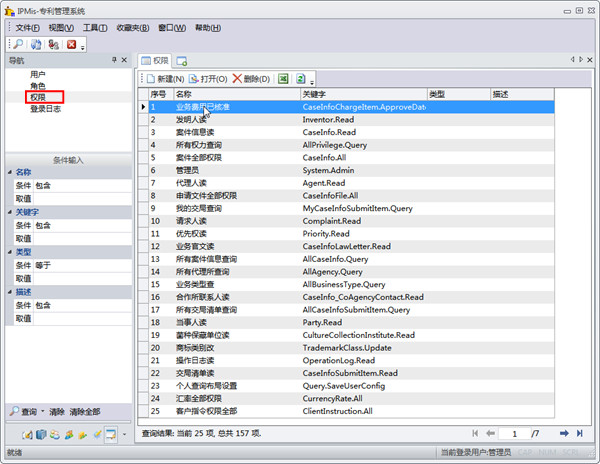 IPMis-专利管理系统
文件(F) 视图(V) 工具(T) 收藏夹(B) 窗口(W) 帮助(H)
导航
用户
角色
权限
登录日志
条件输入
名称
条件 包含
取值
关键字
条件 包含
取值
类型
条件 等于
取值
描述
条件 包含
取值
查询 清除 清除全部
权限
新建(N) 打开(O) 删除(D)
序号 名称 关键字 类型 描述
1 业务费用已核准 CaseInfoChargeItem.ApproveDate
2 发明人读 Inventor.Read
3 案件信息读 CaseInfo.Read
4 所有权力查询 AllPrivilege.Query
5 案件全部权限 CaseInfo.All
6 管理员 System.Admin
7 代理人读 Agent.Read
8 申请文件全部权限 CaseInfoFile.All
9 我的交局查询 MyCaseInfoSubmitItem.Query
10 请求人读 Complaint.Read
11 优先权读 Priority.Read
12 业务官文读 CaseInfoLawLetter.Read
13 所有案件信息查询 AllCaseInfo.Query
14 所有代理所查询 AllAgency.Query
15 业务类型查 AllBusinessType.Query
16 合作所联系人读 CaseInfo_CoAgencyContact.Read
17 所有交局清单查询 AllCaseInfoSubmitItem.Query
18 当事人读 Party.Read
19 菌种保藏单位读 CultureCollectionInstitute.Read
20 商标类别改 TrademarkClass.Update
21 操作日志读 OperationLog.Read
22 交局清单读 CaseInfoSubmitItem.Read
23 个人查询布局设置 Query.SaveUserConfig
24 汇率全部权限 CurrencyRate.All
25 客户指令权限全部 ClientInstruction.All
查询结果: 当前 25 项, 总共 157 项.
1 /7
就绪
当前登录用户:管理员 CAP NUM SCRL